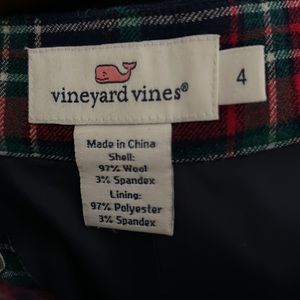 vineyard vines®
4
Made in China
Shell:
97% Wool
3% Spandex
Lining:
97% Polyester
3% Spandex